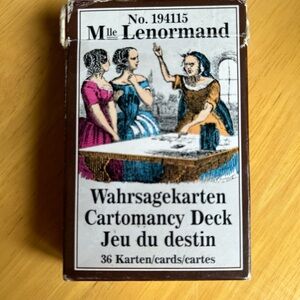 No. 194115
Mlle Lenormand
Wahrsagekarten
Cartomancy Deck
Jeu du destin
36 Karten/cards/cartes